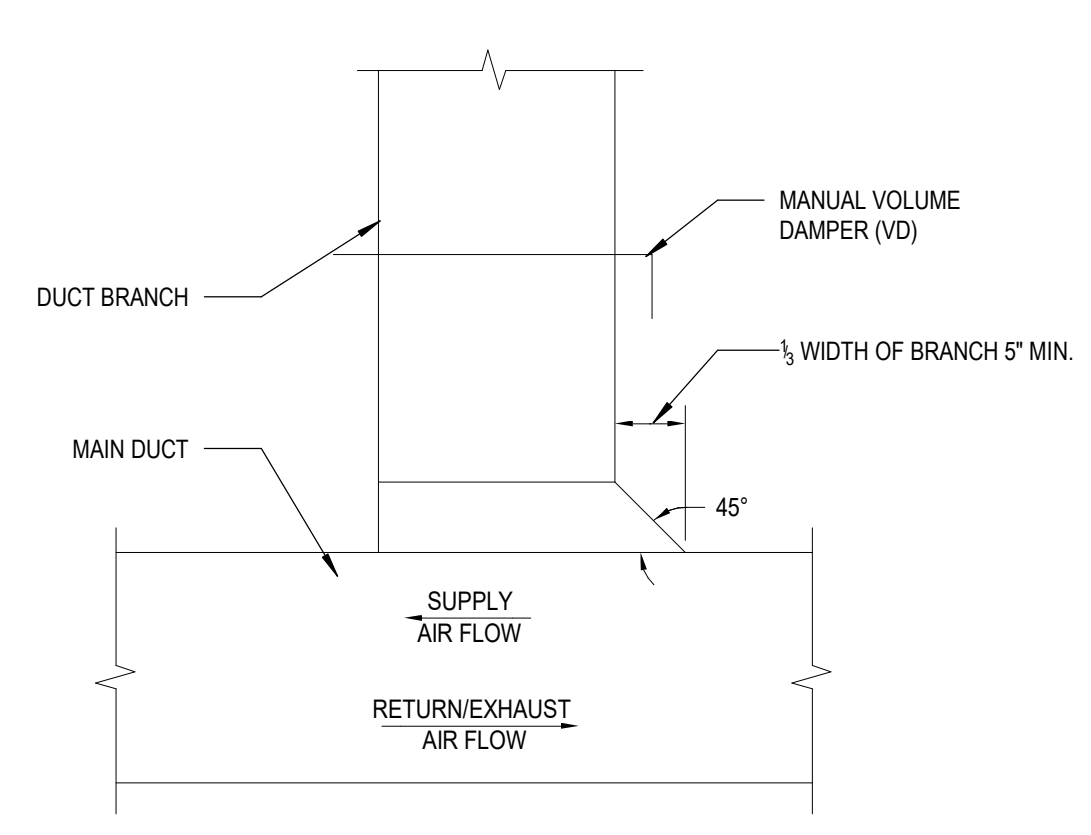 MANUAL VOLUME
DAMPER (VD)
DUCT BRANCH
⅓ WIDTH OF BRANCH 5" MIN.
MAIN DUCT
45°
SUPPLY
AIR FLOW
RETURN/EXHAUST
AIR FLOW